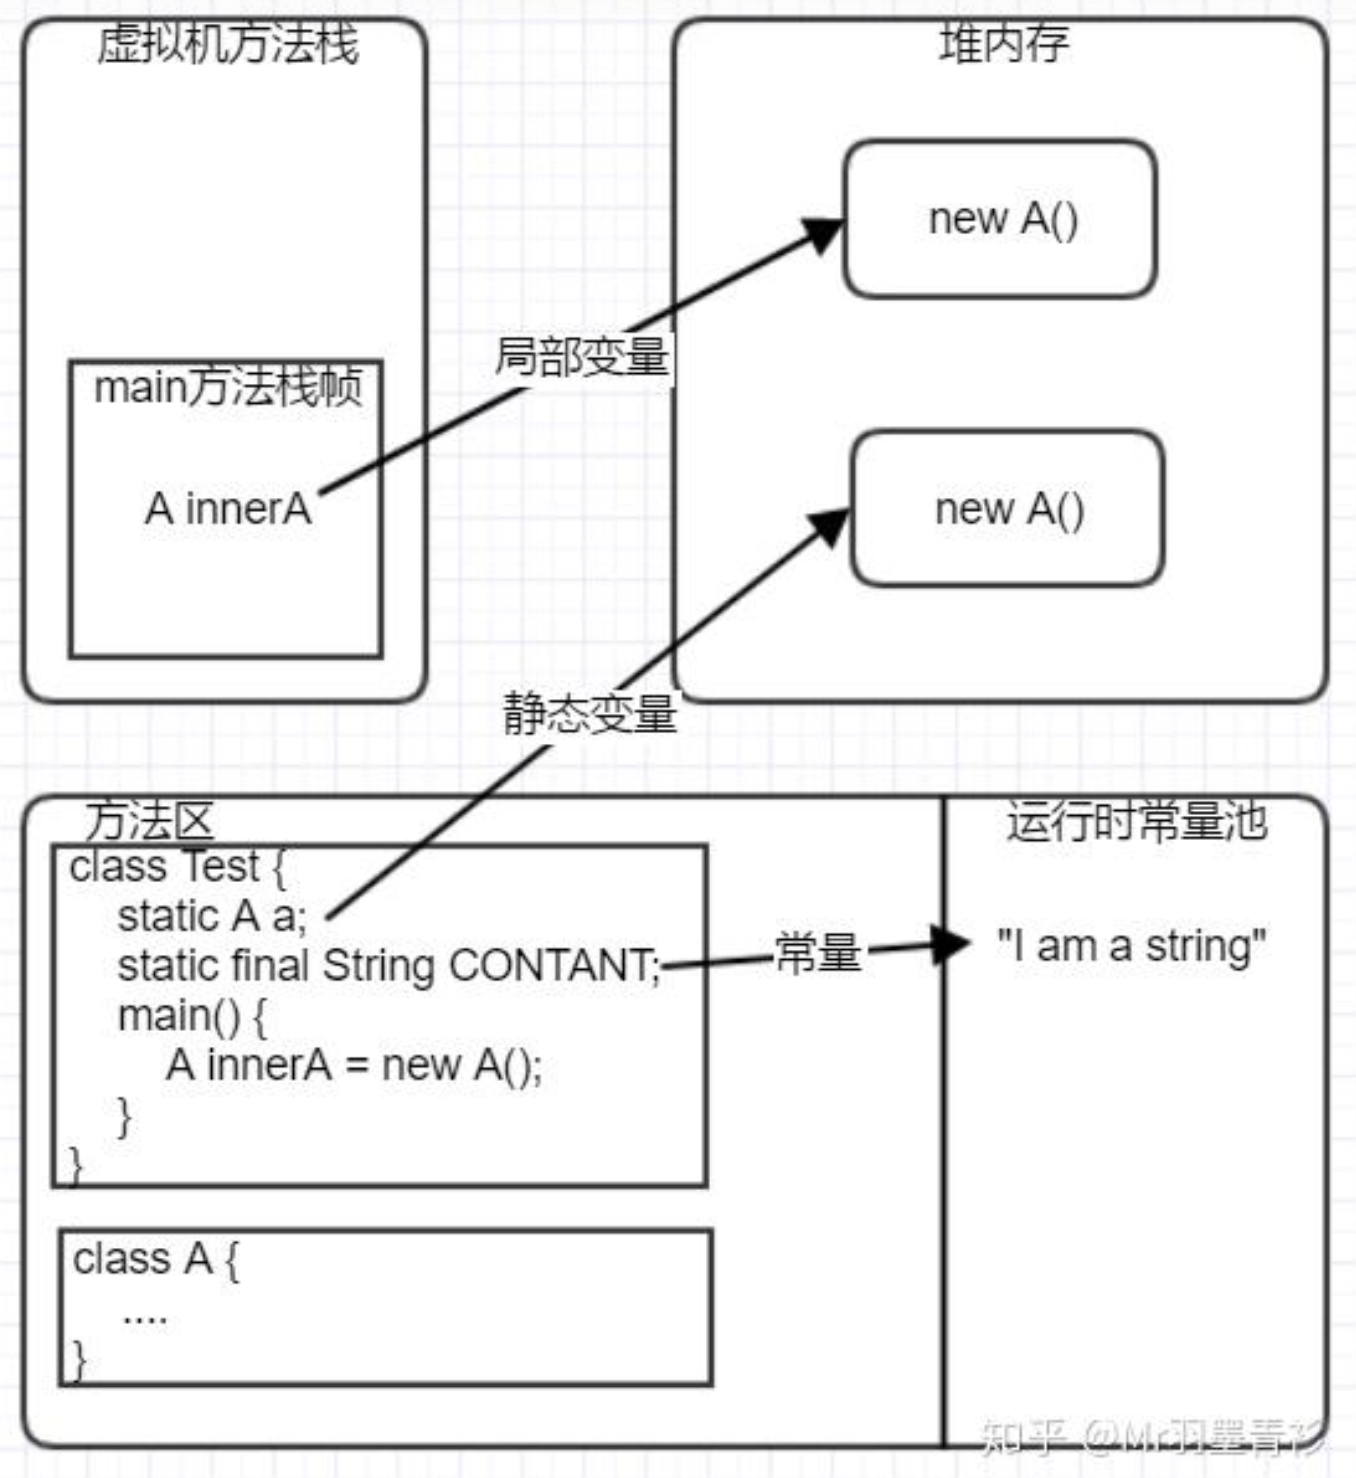 虚拟机方法栈
堆内存
new A()
局部变量
main方法栈帧
A innerA
new A()
静态变量
方法区
运行时常量池
class Test {
static A a;
static final String CONTANT;
常量
"I am a string"
main() {
A innerA = new A();
}
}
class A {
....
}
知乎 @Mr羽墨青衫